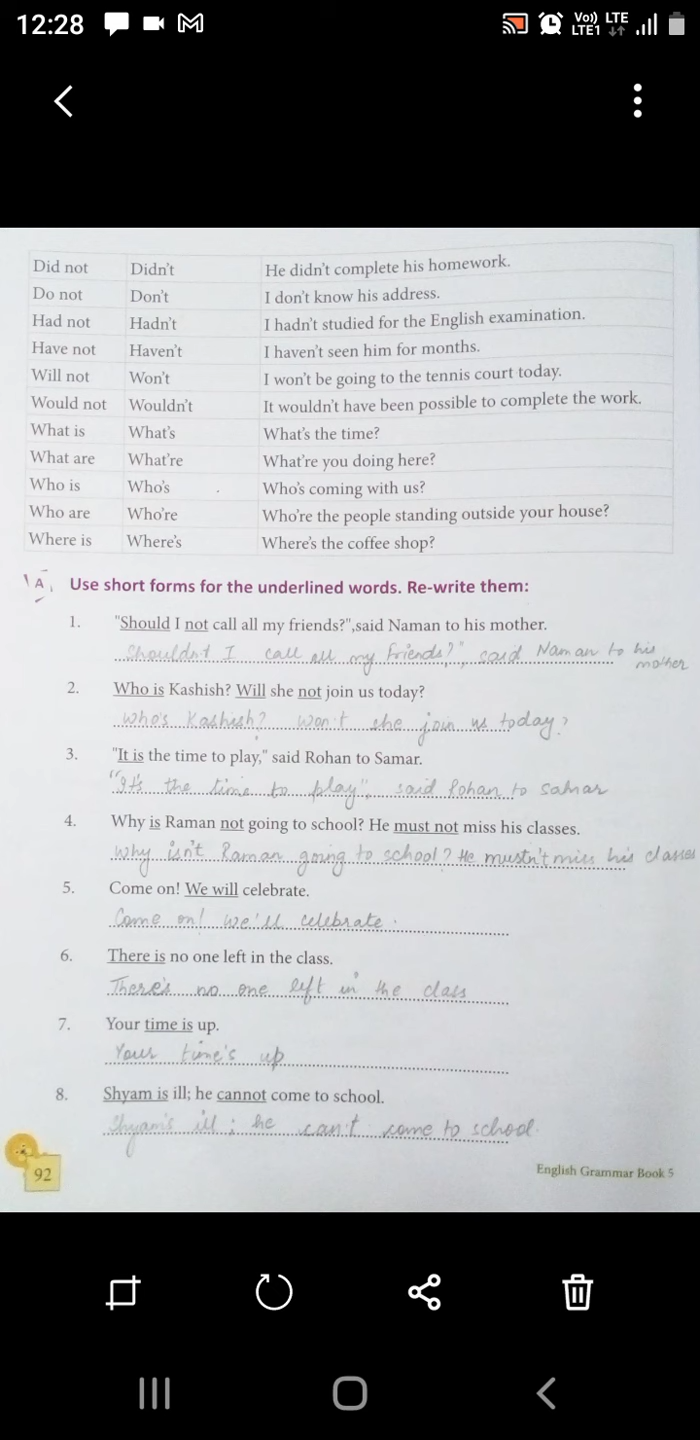 12:28 Vo)) LTE
LTE1
Did not Didn't He didn't complete his homework.
Do not Don't I don't know his address.
Had not Hadn't I hadn't studied for the English examination.
Have not Haven't I haven't seen him for months.
Will not Won't I won't be going to the tennis court today.
Would not Wouldn't It wouldn't have been possible to complete the work.
What is What's What's the time?
What are What're What're you doing here?
Who is Who's Who's coming with us?
Who are Who're Who're the people standing outside your house?
Where is Where's Where's the coffee shop?
A. Use short forms for the underlined words. Re-write them:
1. "Should I not call all my friends?",said Naman to his mother.
Shouldn't I call all my friends?", said Naman to his
mother
2. Who is Kashish? Will she not join us today?
Who's Kashish? Won't she join us today?
3. "It is the time to play," said Rohan to Samar.
"It's the time to play", said Rohan to Samar
4. Why is Raman not going to school? He must not miss his classes.
Why isn't Raman going to school? He mustn't miss his classes
5. Come on! We will celebrate.
Come on! we'll celebrate.
6. There is no one left in the class.
There's no one left in the class
7. Your time is up.
Your time's up
8. Shyam is ill; he cannot come to school.
Shyam's ill; he can't come to school.
92 English Grammar Book 5